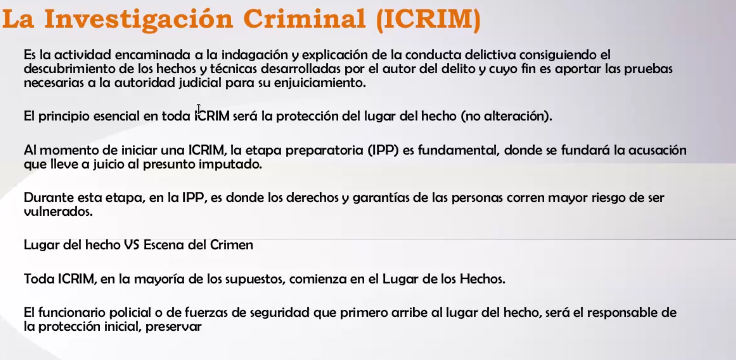 La Investigación Criminal (ICRIM)
Es la actividad encaminada a la indagación y explicación de la conducta delictiva consiguiendo el
descubrimiento de los hechos y técnicas desarrolladas por el autor del delito y cuyo fin es aportar las pruebas
necesarias a la autoridad judicial para su enjuiciamiento.
El principio esencial en toda ICRIM será la protección del lugar del hecho (no alteración).
Al momento de iniciar una ICRIM, la etapa preparatoria (IPP) es fundamental, donde se fundará la acusación
que lleve a juicio al presunto imputado.
Durante esta etapa, en la IPP, es donde los derechos y garantías de las personas corren mayor riesgo de ser
vulnerados.
Lugar del hecho VS Escena del Crimen
Toda ICRIM, en la mayoría de los supuestos, comienza en el Lugar de los Hechos.
El funcionario policial o de fuerzas de seguridad que primero arribe al lugar del hecho, será el responsable de
la protección inicial, preservar